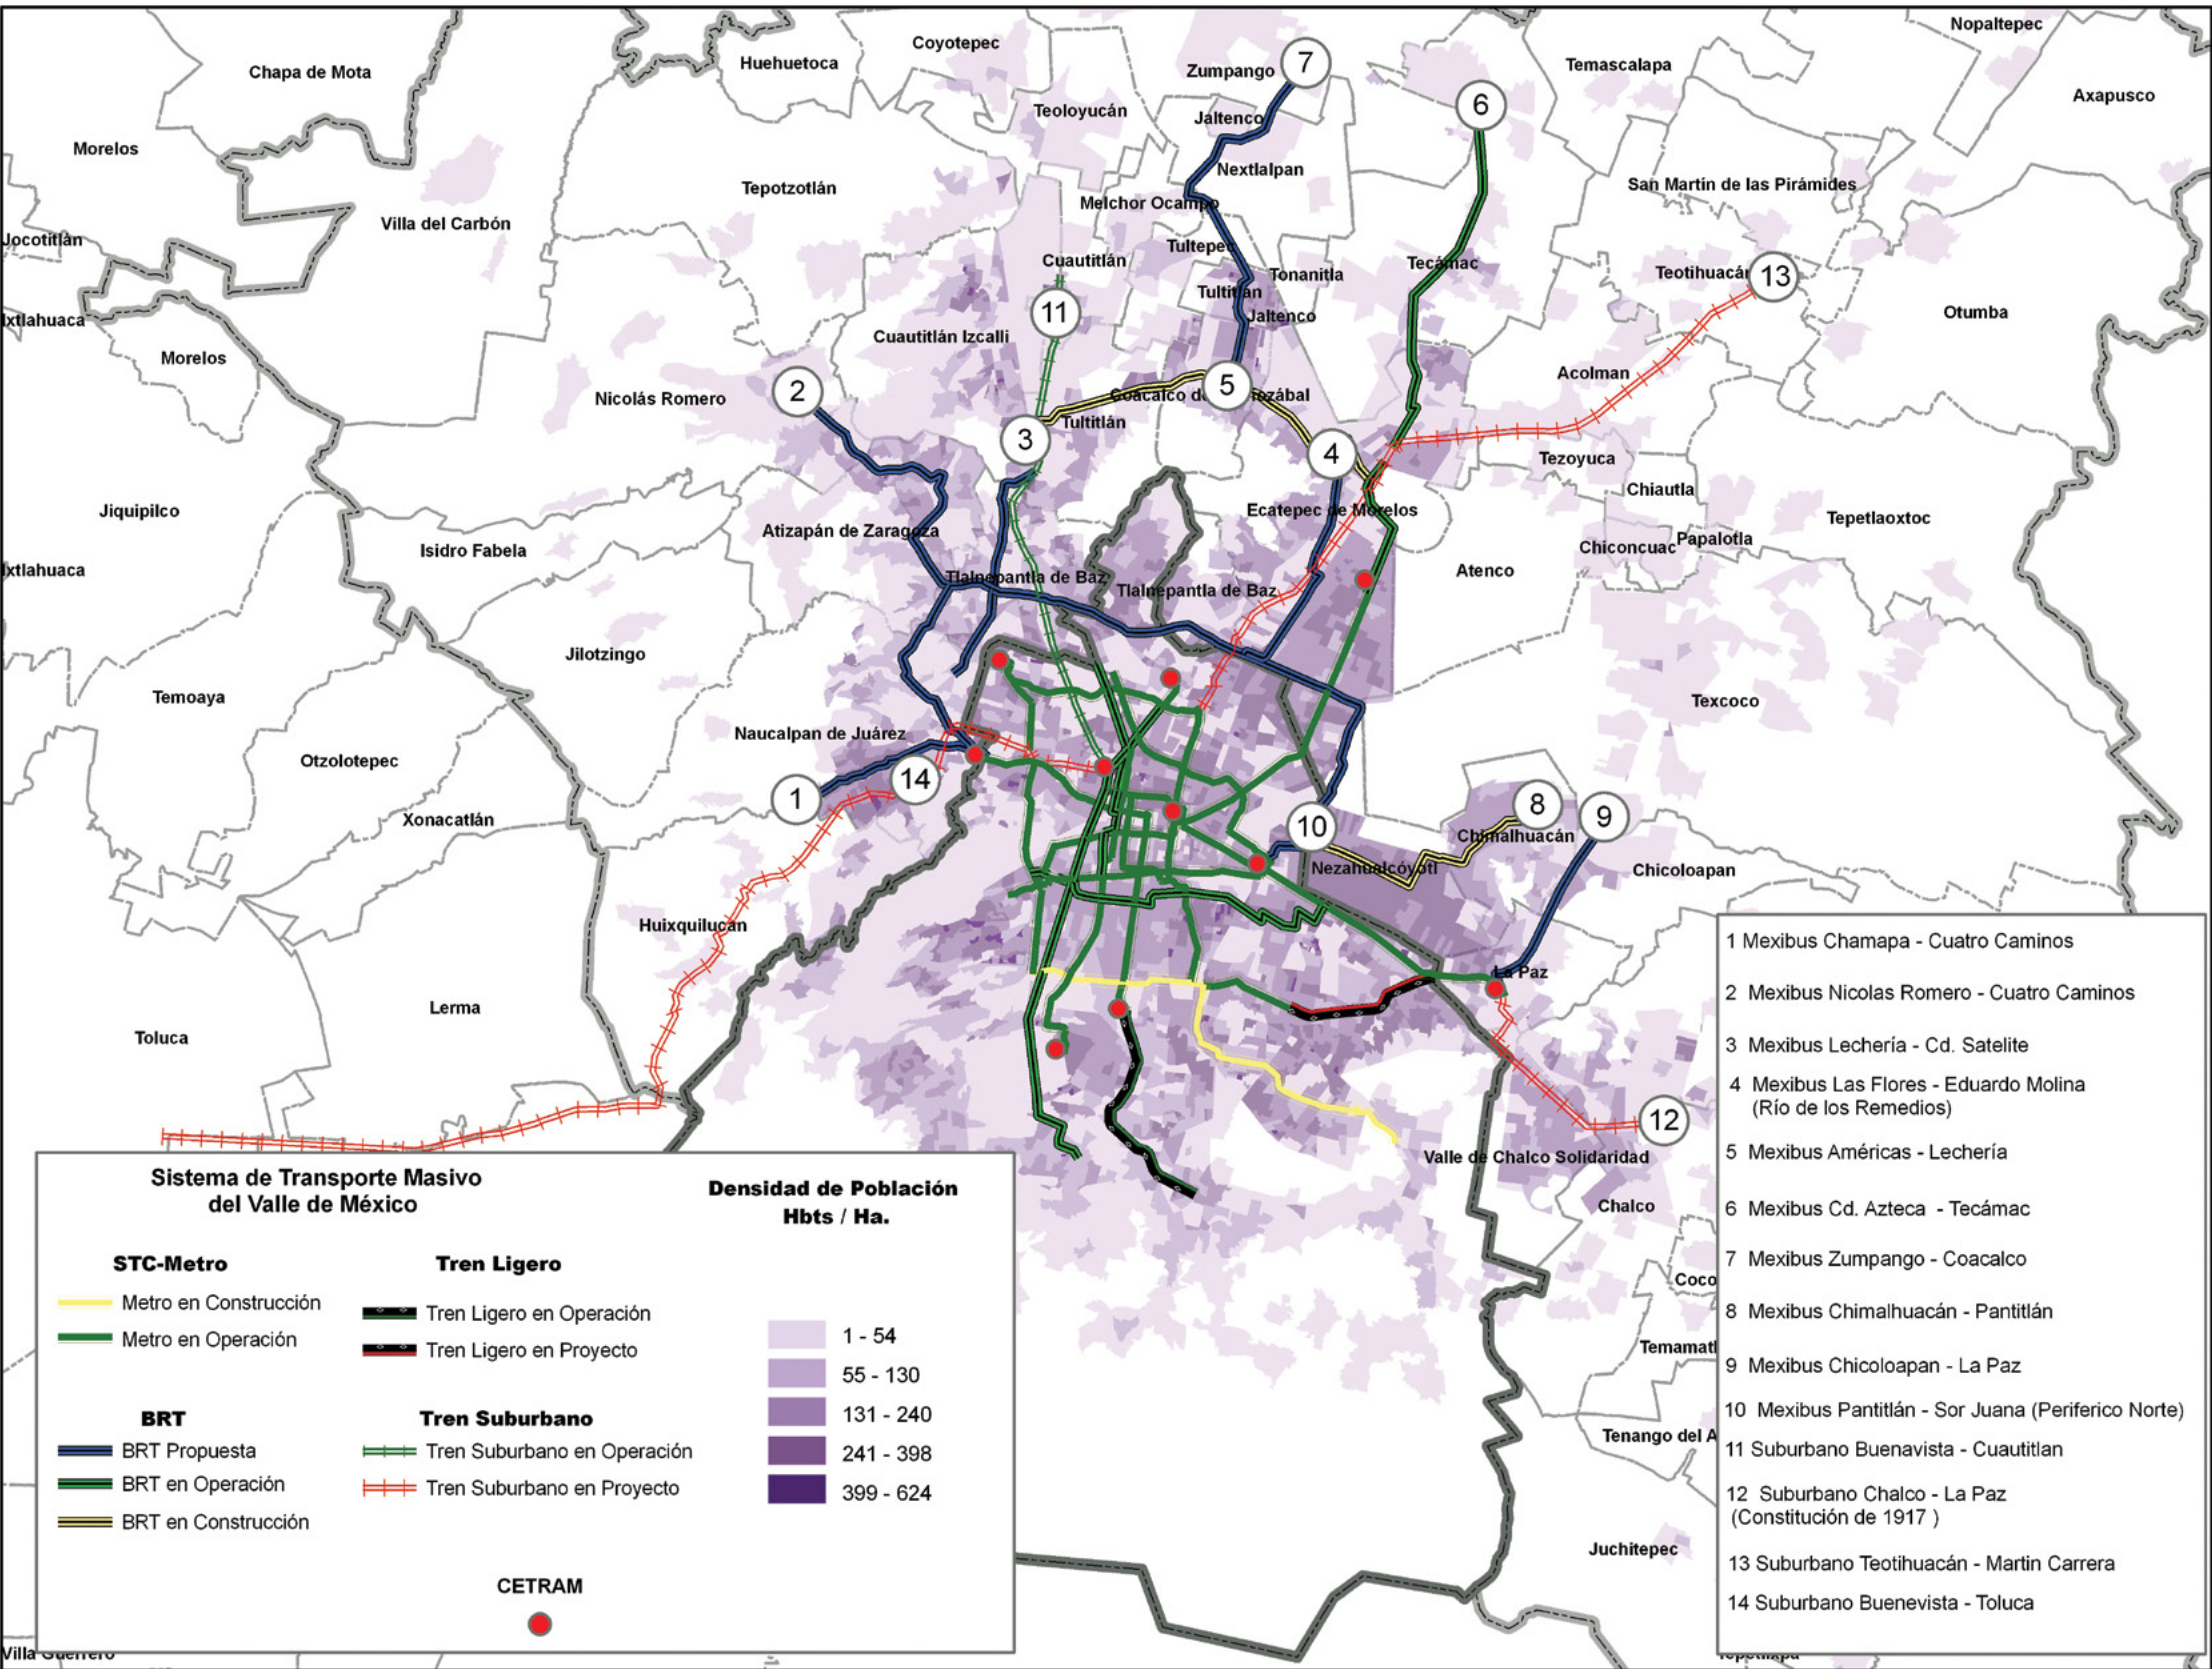 Nopaltepec
Coyotepec
Huehuetoca
Zumpango
7
Temascalapa
Chapa de Mota
Axapusco
6
Teoloyucán
Jaltenco
Morelos
Nextlalpan
San Martín de las Pirámides
Tepotzotlán
Melchor Ocampo
Villa del Carbón
Jocotitlán
Tultepec
Cuautitlán
Tecámac
Tonanitla
Teotihuacán
13
Tultitlán
11
Jaltenco
Otumba
Ixtlahuaca
Cuautitlán Izcalli
Morelos
Acolman
2
5
Nicolás Romero
Coacalco de
Tultitlán
3
4
Tezoyuca
Chiautla
Jiquipilco
Ecatepec de Morelos
Tepetlaoxtoc
Atizapán de Zaragoza
Papalotla
Chiconcuac
Isidro Fabela
Ixtlahuaca
Atenco
Tlalnepantla de Baz
Tlalnepantla de Baz
Jilotzingo
Temoaya
Texcoco
Naucalpan de Juárez
Otzolotepec
14
1
8
9
Xonacatlán
10
Chimalhuacán
Nezahualcóyotl
Chicoloapan
Huixquilucan
La Paz
Lerma
Toluca
12
Valle de Chalco Solidaridad
Chalco
Coco
Temamatl
Tenango del A
Juchitepec
Villa Guerrero
Sistema de Transporte Masivo
del Valle de México
STC-Metro
Metro en Construcción
Metro en Operación
Tren Ligero
Tren Ligero en Operación
Tren Ligero en Proyecto
BRT
BRT Propuesta
BRT en Operación
BRT en Construcción
Tren Suburbano
Tren Suburbano en Operación
Tren Suburbano en Proyecto
CETRAM
Densidad de Población
Hbts / Ha.
1 - 54
55 - 130
131 - 240
241 - 398
399 - 624
1 Mexibus Chamapa - Cuatro Caminos
2 Mexibus Nicolas Romero - Cuatro Caminos
3 Mexibus Lechería - Cd. Satelite
4 Mexibus Las Flores - Eduardo Molina
(Río de los Remedios)
5 Mexibus Américas - Lechería
6 Mexibus Cd. Azteca - Tecámac
7 Mexibus Zumpango - Coacalco
8 Mexibus Chimalhuacán - Pantitlán
9 Mexibus Chicoloapan - La Paz
10 Mexibus Pantitlán - Sor Juana (Periferico Norte)
11 Suburbano Buenavista - Cuautitlan
12 Suburbano Chalco - La Paz
(Constitución de 1917 )
13 Suburbano Teotihuacán - Martin Carrera
14 Suburbano Buenevista - Toluca